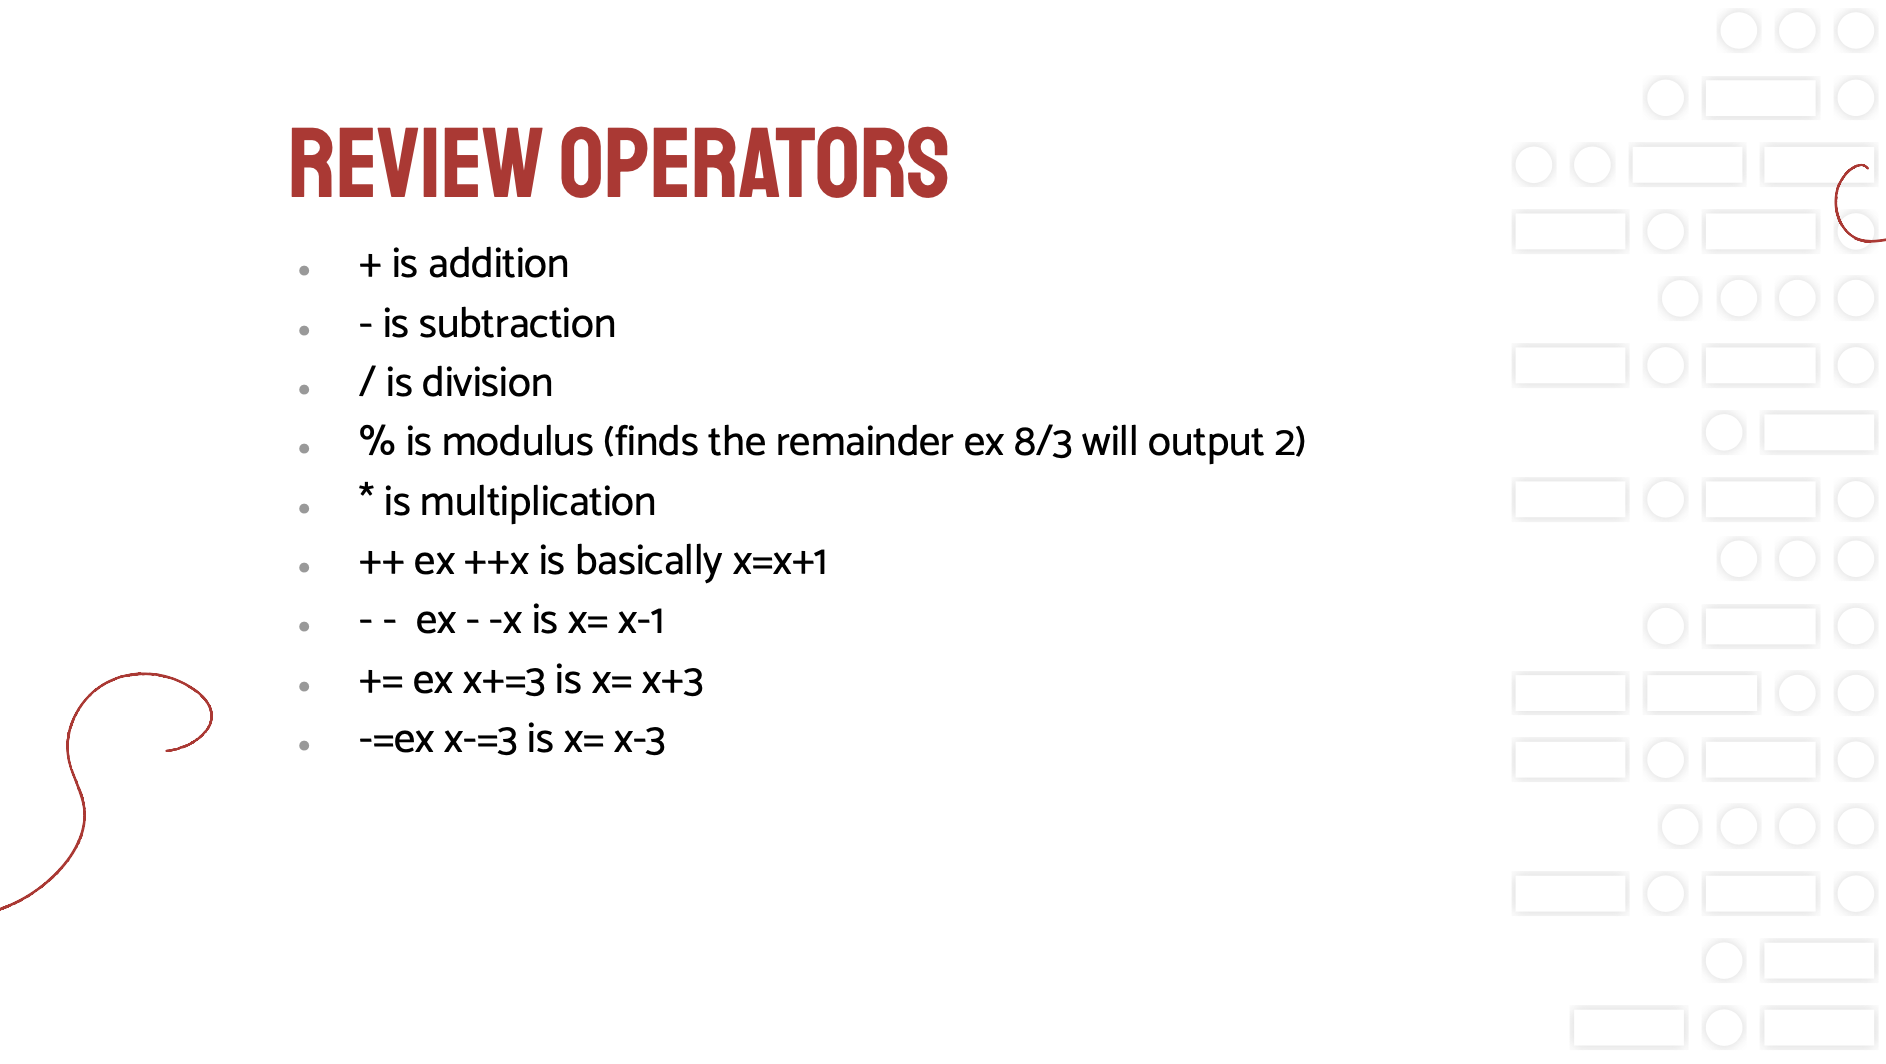 REVIEW OPERATORS
• + is addition
• - is subtraction
• / is division
• % is modulus (finds the remainder ex 8/3 will output 2)
• * is multiplication
• ++ ex ++x is basically x=x+1
• - -  ex - -x is x= x-1
• += ex x+=3 is x= x+3
• -=ex x-=3 is x= x-3